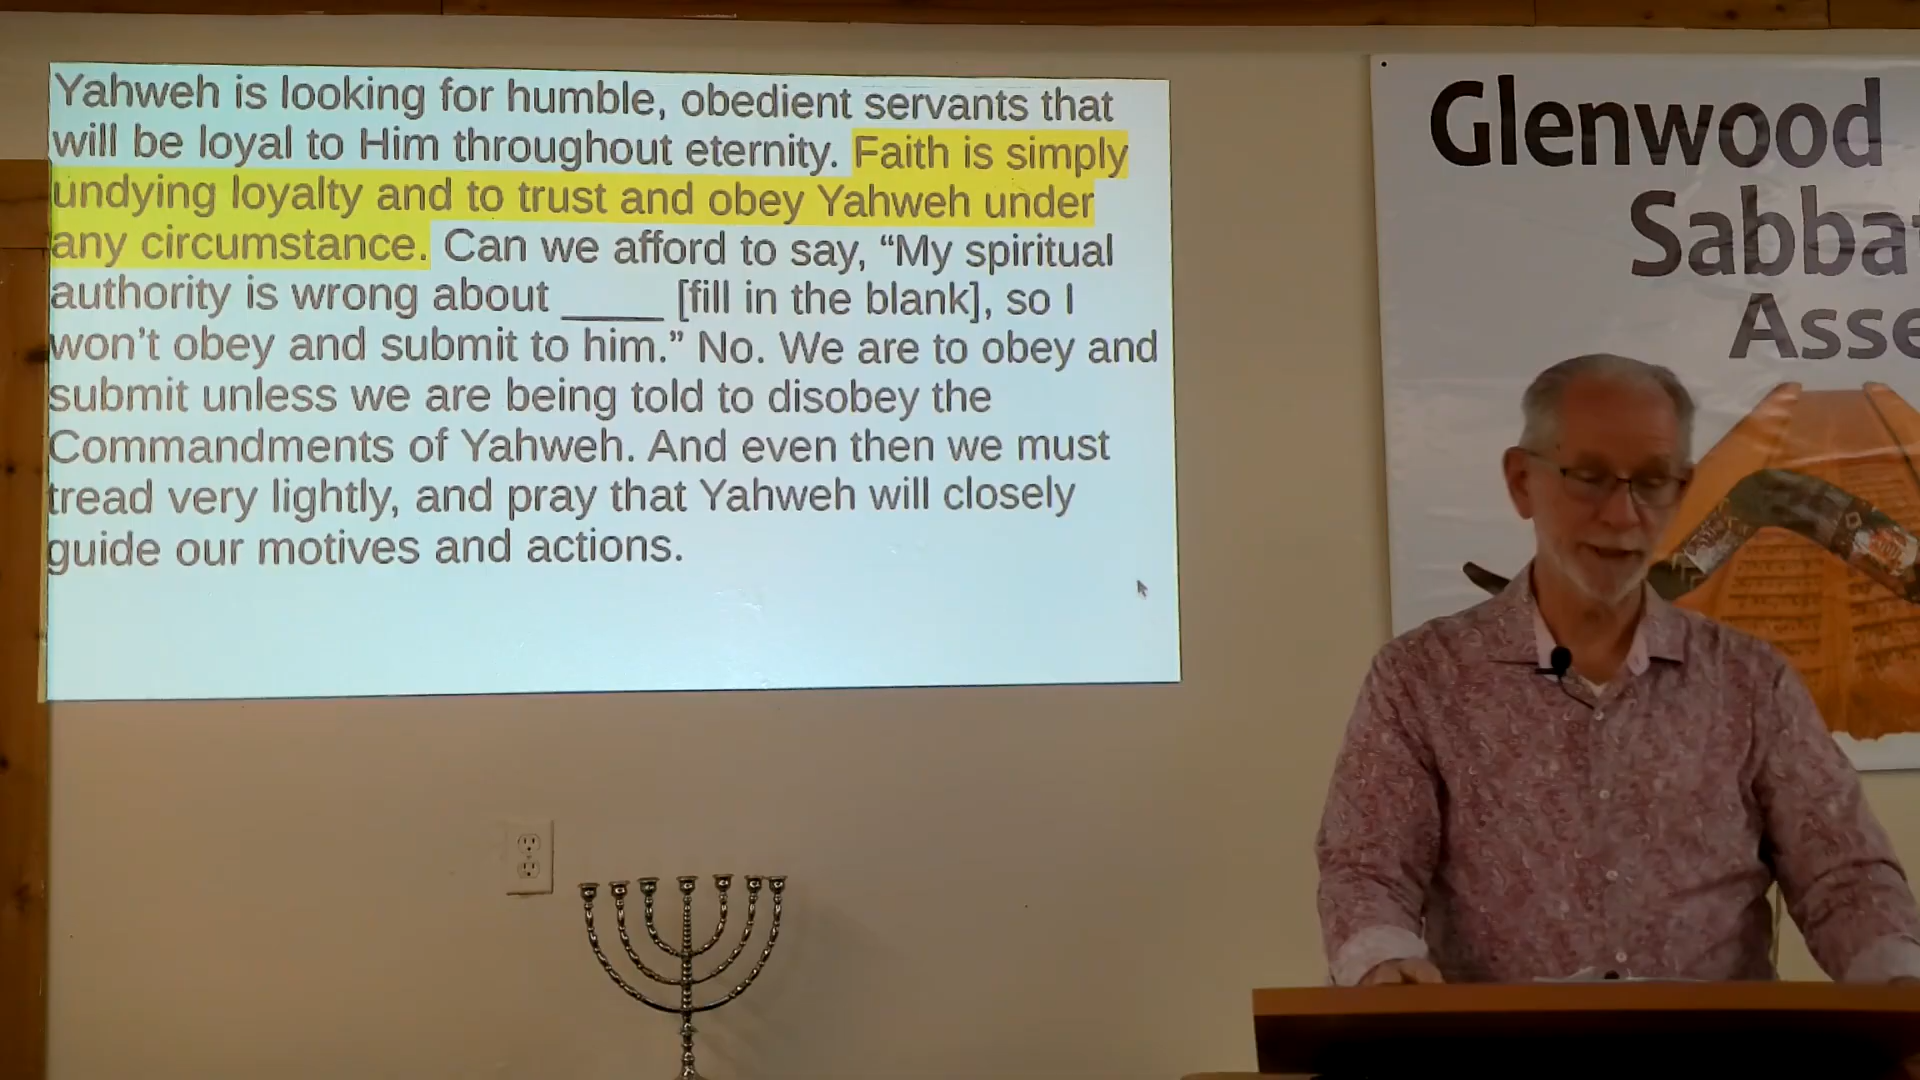 Yahweh is looking for humble, obedient servants that
will be loyal to Him throughout eternity. Faith is simply
undying loyalty and to trust and obey Yahweh under
any circumstance. Can we afford to say, “My spiritual
authority is wrong about _____ [fill in the blank], so I
won’t obey and submit to him.” No. We are to obey and
submit unless we are being told to disobey the
Commandments of Yahweh. And even then we must
tread very lightly, and pray that Yahweh will closely
guide our motives and actions.
Glenwood
Sabbat
Asse